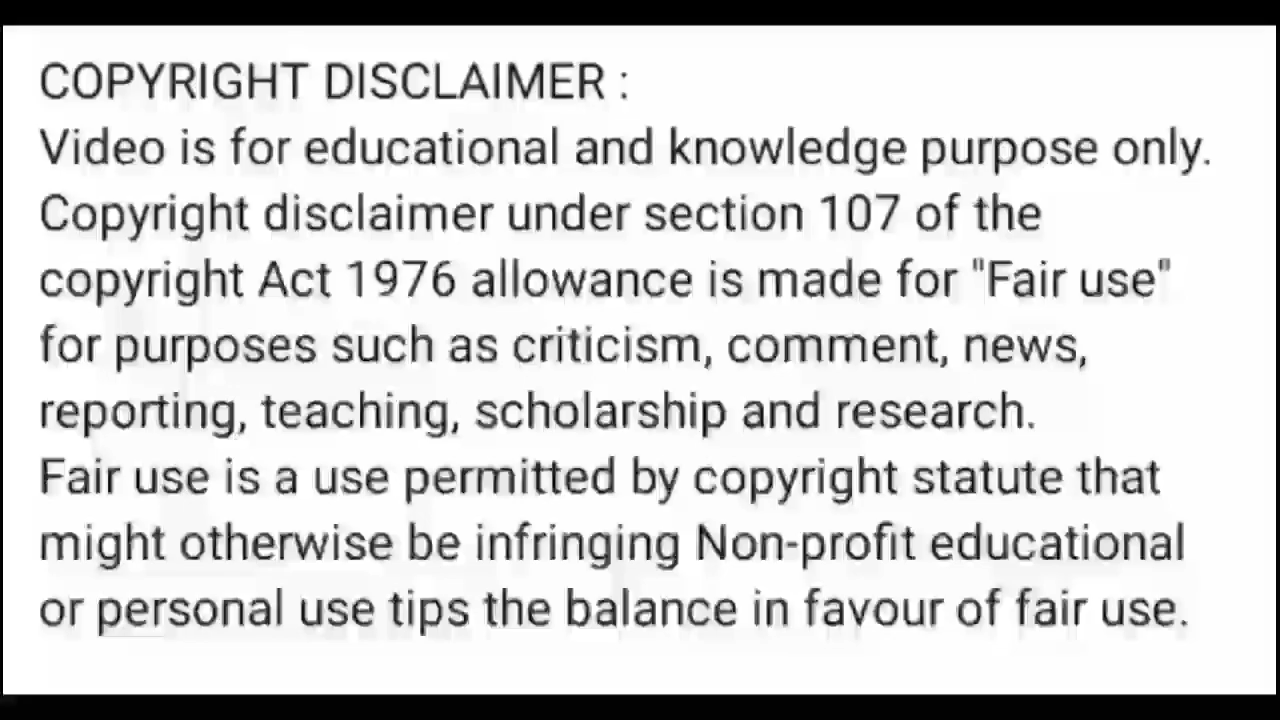 COPYRIGHT DISCLAIMER :
Video is for educational and knowledge purpose only.
Copyright disclaimer under section 107 of the
copyright Act 1976 allowance is made for "Fair use"
for purposes such as criticism, comment, news,
reporting, teaching, scholarship and research.
Fair use is a use permitted by copyright statute that
might otherwise be infringing Non-profit educational
or personal use tips the balance in favour of fair use.